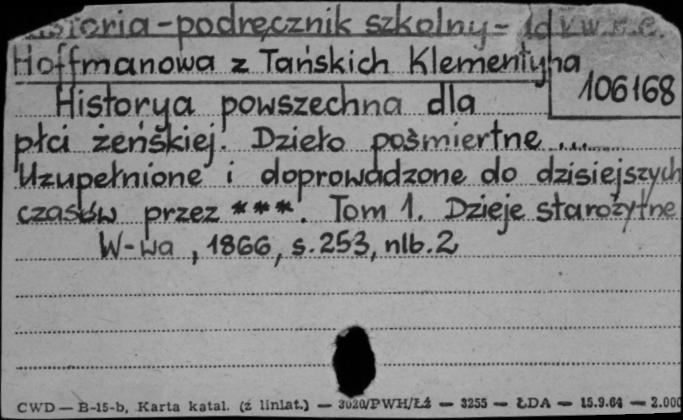 Historia-podręcznik szkolny-
Hoffmanowa z Tańskich Klementyna
106168
Historya powszechna dla
płci żeńskiej. Dzieło pośmiertne ...
Uzupełnione i doprowadzone do dzisiejszych
czasów przez ***. Tom 1. Dzieje starożytne
W-wa, 1866, s. 253, nlb. 2
CWD — B-15-b, Karta katal. (z liniat.) — 3020/PWH/Łż — 3255 — ŁDA — 15.9.64 — 2.000